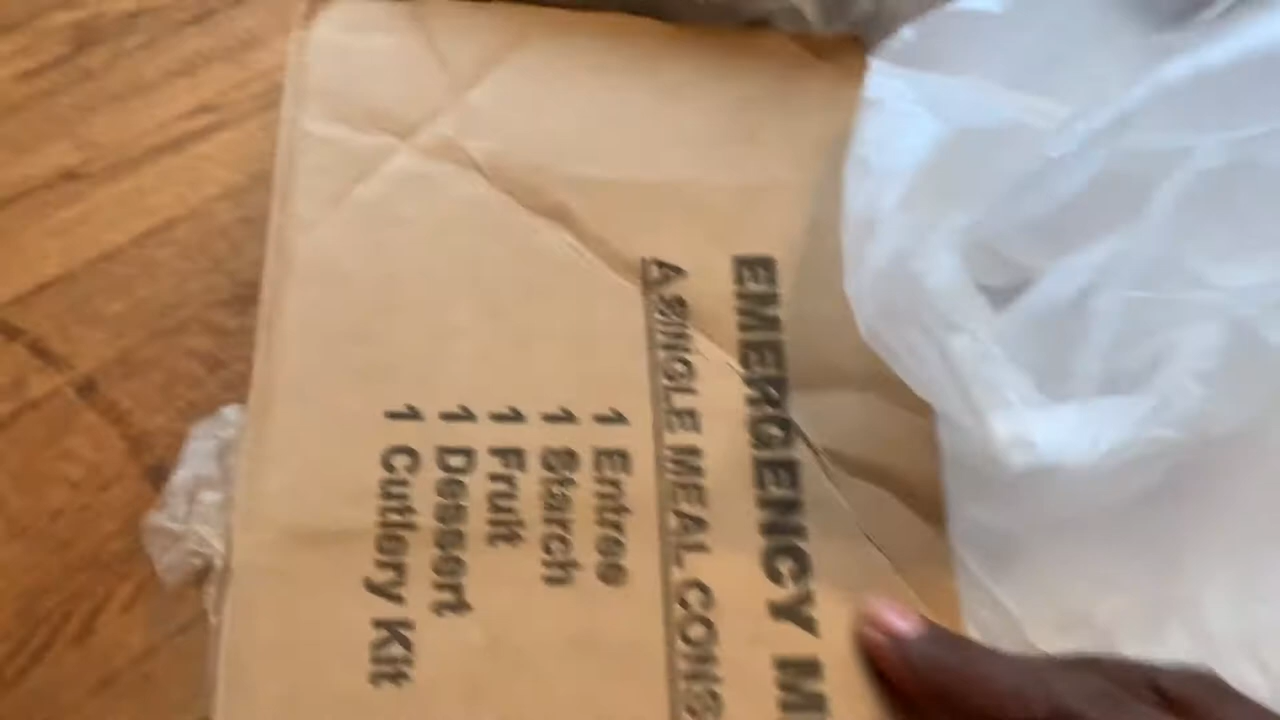 EMERGENCY M
A SINGLE MEAL CONS
1 Entree
1 Starch
1 Fruit
1 Dessert
1 Cutlery Kit